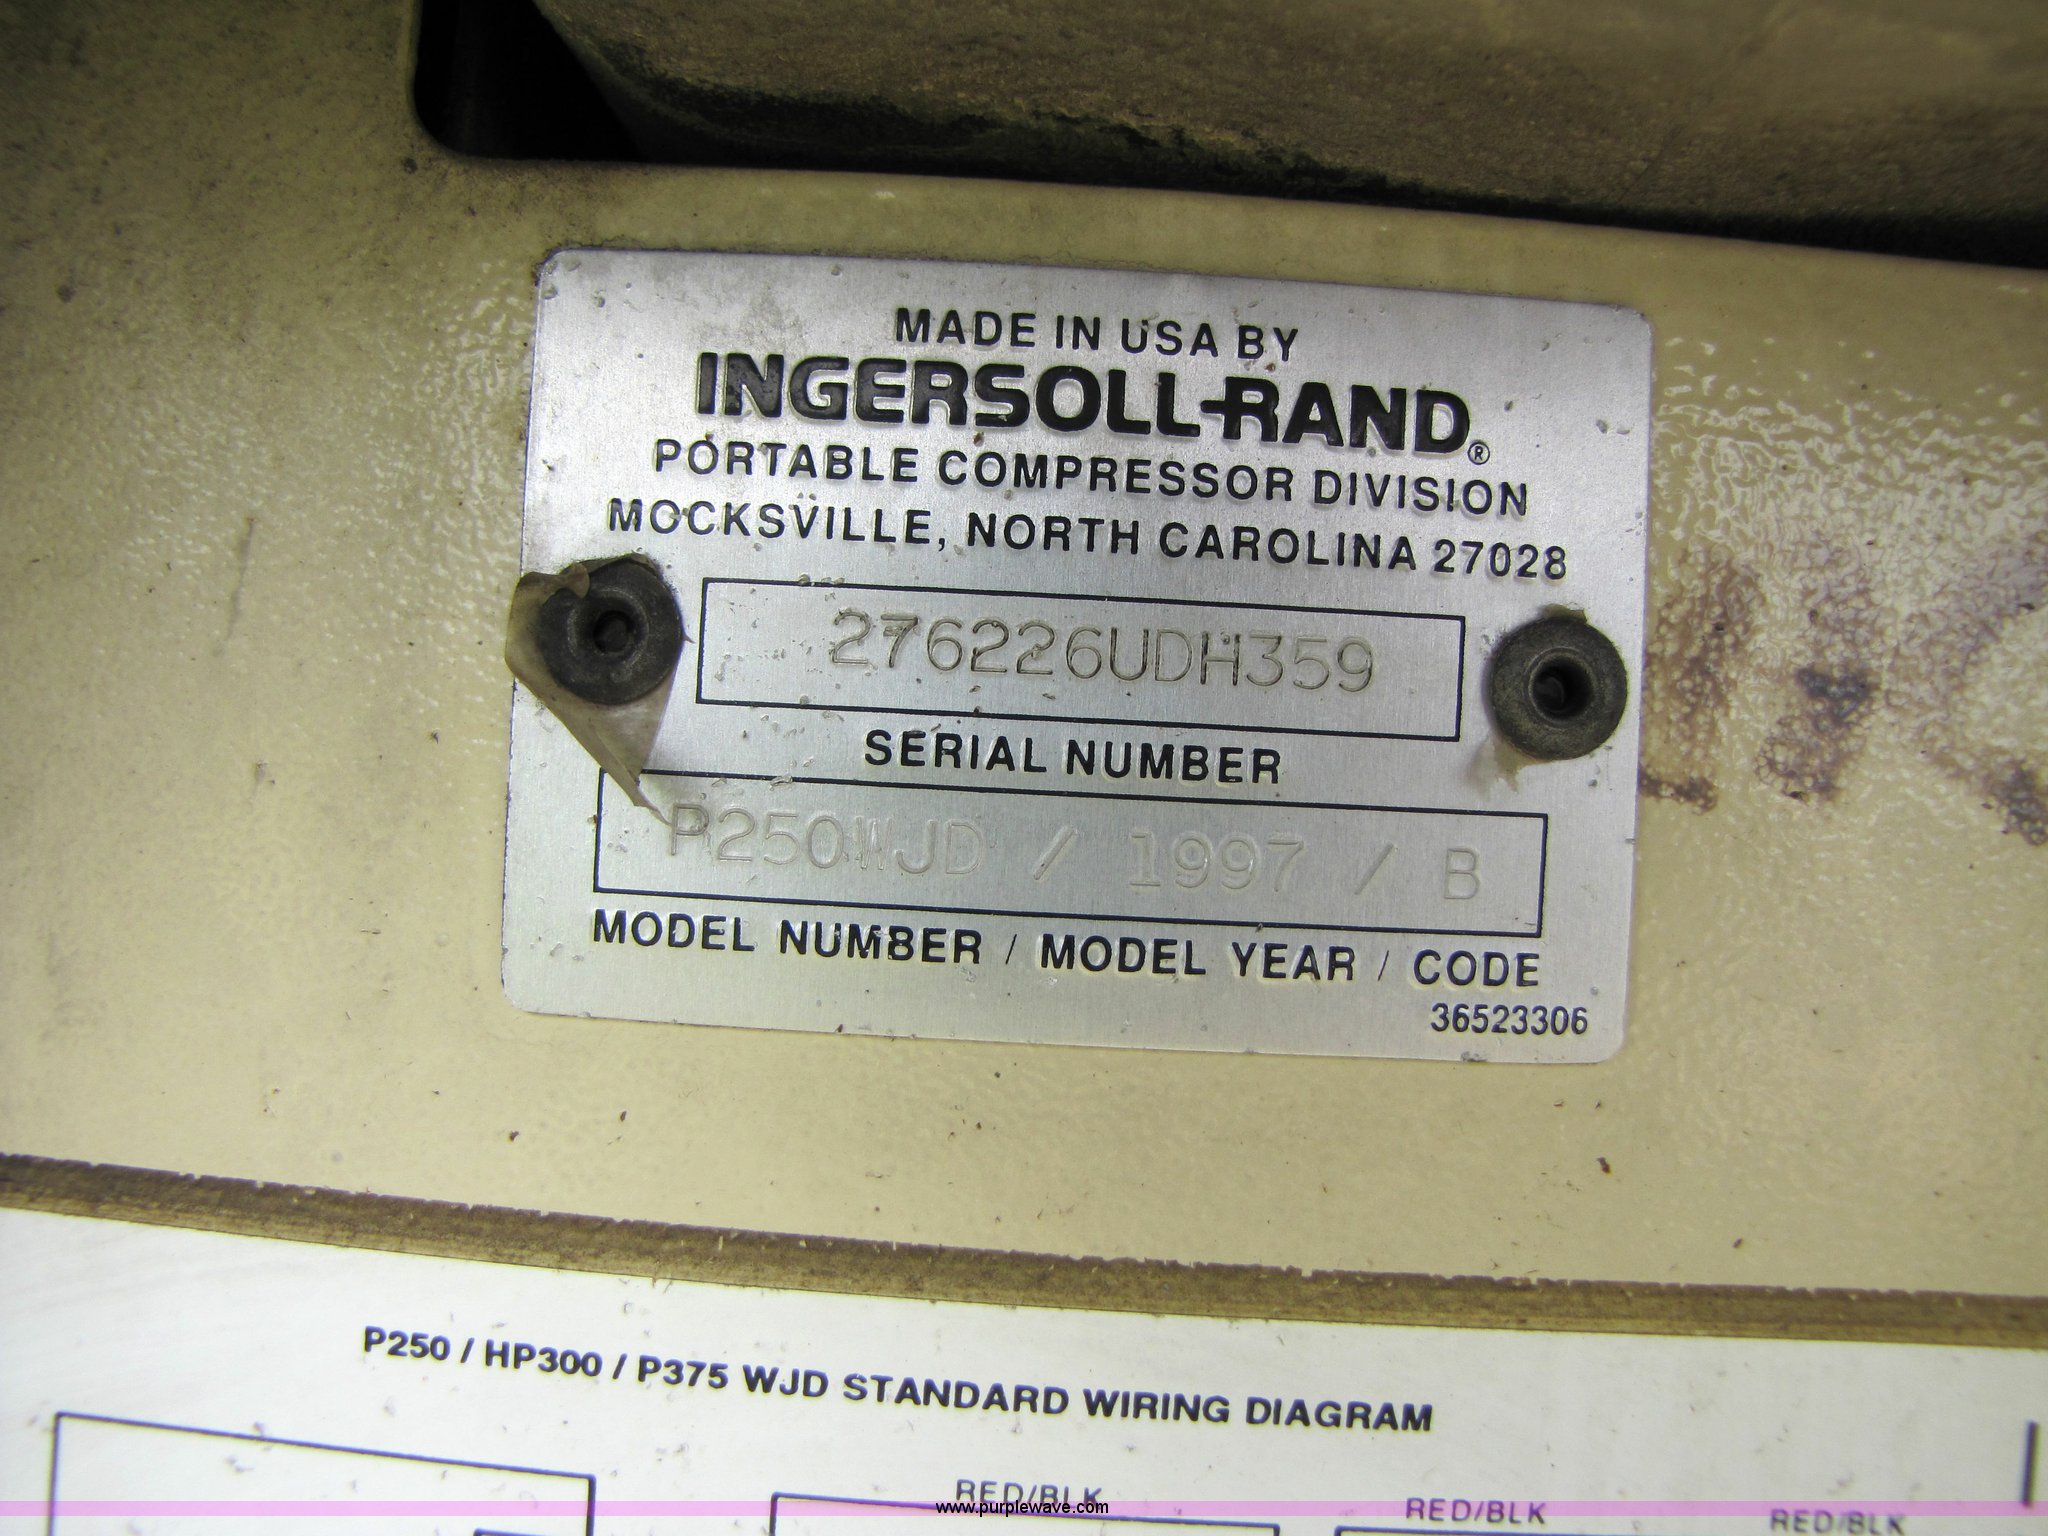 MADE IN USA BY
INGERSOLL-RAND®
PORTABLE COMPRESSOR DIVISION
MOCKSVILLE, NORTH CAROLINA 27028
276226UDH359
SERIAL NUMBER
P250WJD / 1997 / B
MODEL NUMBER / MODEL YEAR / CODE
36523306
P250 / HP300 / P375 WJD STANDARD WIRING DIAGRAM
RED/BLK
RED/BLK
RED/BLK
www.purplewave.com